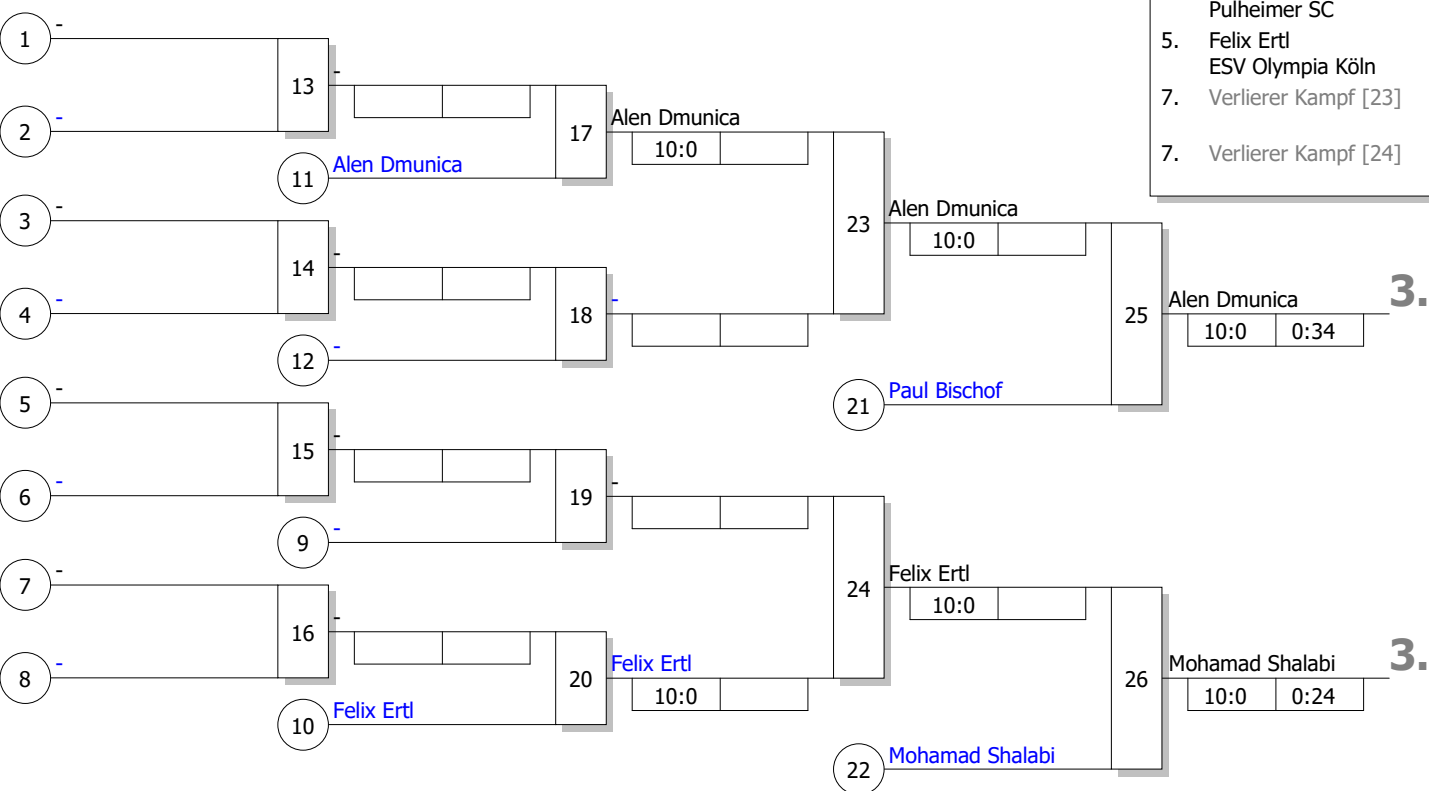 Pulheimer SC
5. Felix Ertl
ESV Olympia Köln
7. Verlierer Kampf [23]
7. Verlierer Kampf [24]
1 -
13 -
2 -
17 Alen Dmunica
10:0
11 Alen Dmunica
3 -
23 Alen Dmunica
10:0
14 -
4 -
18 -
12 -
25 Alen Dmunica 3.
10:0 0:34
21 Paul Bischof
5 -
15 -
6 -
19 -
9 -
7 -
24 Felix Ertl
10:0
16 -
8 -
20 Felix Ertl
10:0
10 Felix Ertl
26 Mohamad Shalabi 3.
10:0 0:24
22 Mohamad Shalabi